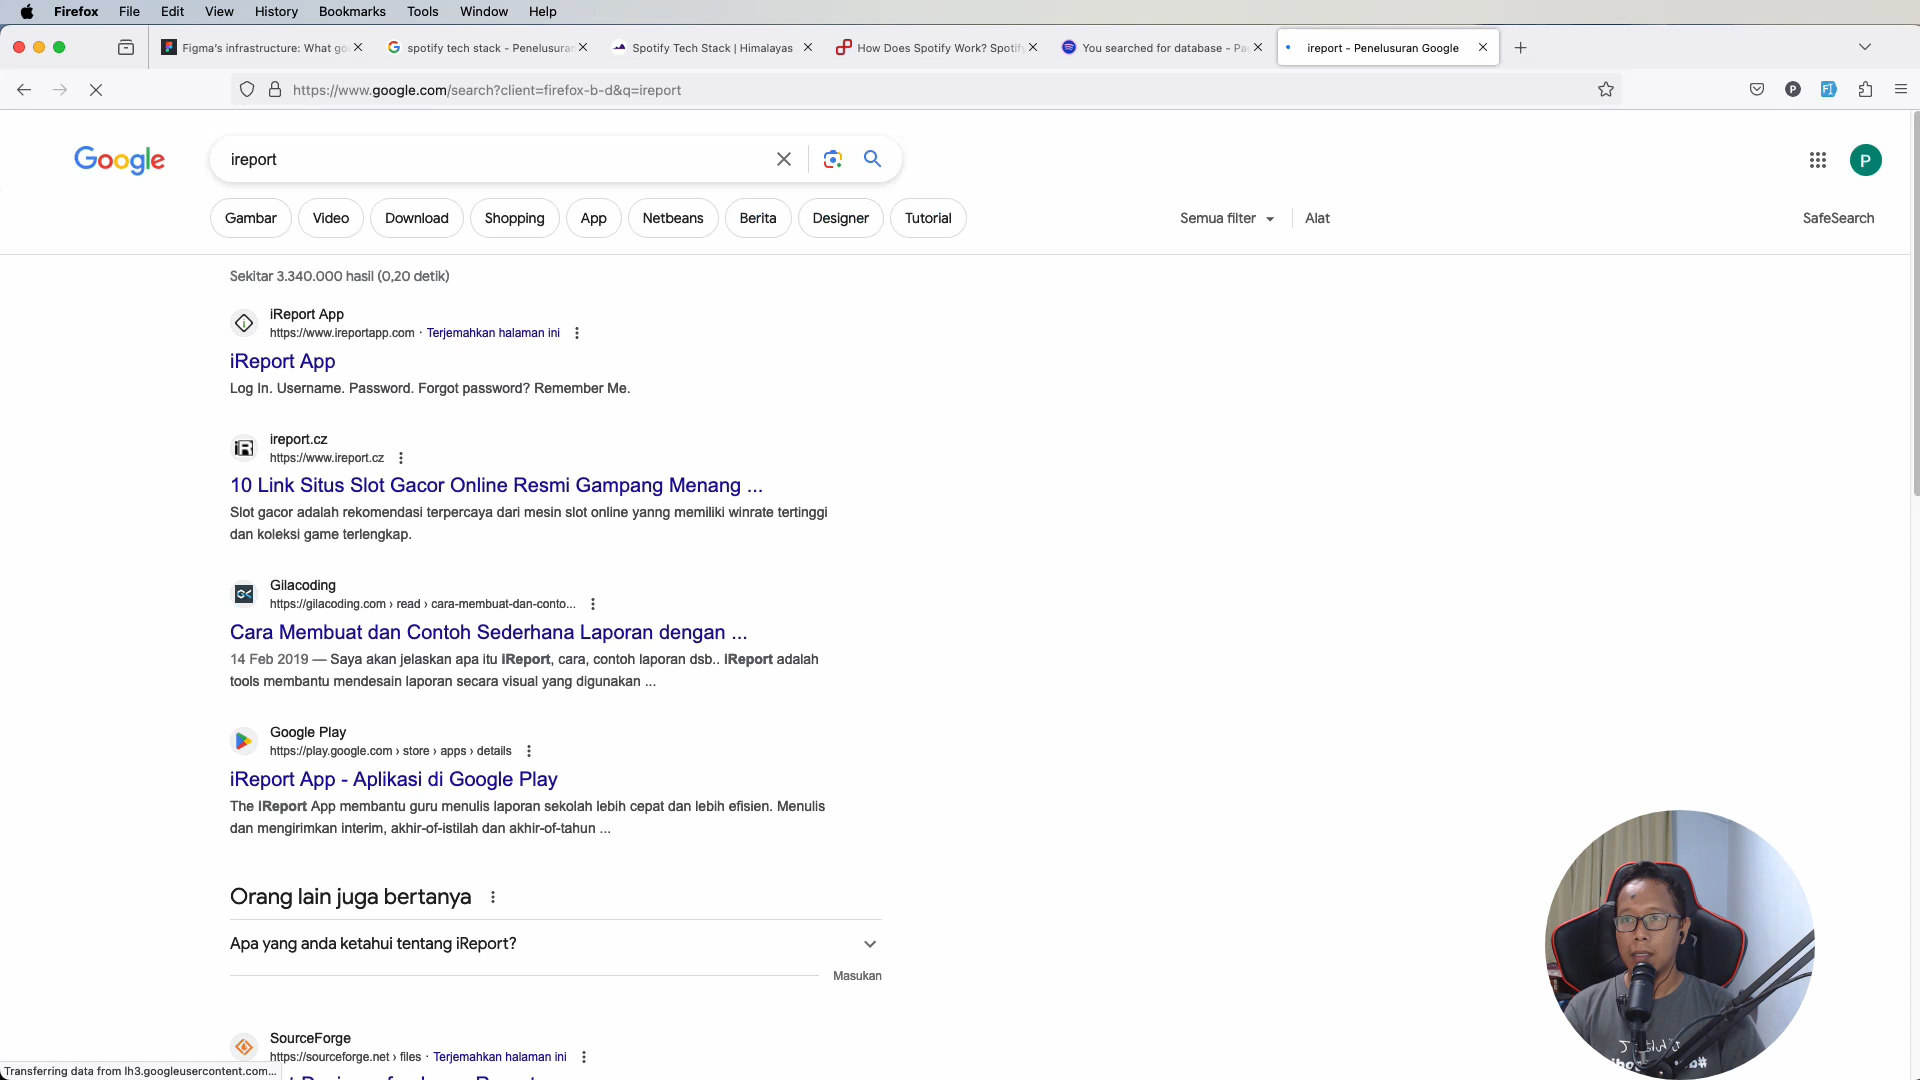 Firefox File Edit View History Bookmarks Tools Window Help
Figma's infrastructure: What go
spotify tech stack - Penelusura
Spotify Tech Stack | Himalayas
How Does Spotify Work? Spotify
You searched for database - Pa
ireport - Penelusuran Google
https://www.google.com/search?client=firefox-b-d&q=ireport
P
Google
ireport
P
Gambar
Video
Download
Shopping
App
Netbeans
Berita
Designer
Tutorial
Semua filter
Alat
SafeSearch
Sekitar 3.340.000 hasil (0,20 detik)
iReport App
https://www.ireportapp.com · Terjemahkan halaman ini
iReport App
Log In. Username. Password. Forgot password? Remember Me.
iR
ireport.cz
https://www.ireport.cz
10 Link Situs Slot Gacor Online Resmi Gampang Menang ...
Slot gacor adalah rekomendasi terpercaya dari mesin slot online yanng memiliki winrate tertinggi
dan koleksi game terlengkap.
Gilacoding
https://gilacoding.com › read › cara-membuat-dan-conto...
Cara Membuat dan Contoh Sederhana Laporan dengan ...
14 Feb 2019 — Saya akan jelaskan apa itu iReport, cara, contoh laporan dsb.. IReport adalah
tools membantu mendesain laporan secara visual yang digunakan ...
Google Play
https://play.google.com › store › apps › details
iReport App - Aplikasi di Google Play
The IReport App membantu guru menulis laporan sekolah lebih cepat dan lebih efisien. Menulis
dan mengirimkan interim, akhir-of-istilah dan akhir-of-tahun ...
Orang lain juga bertanya
Apa yang anda ketahui tentang iReport?
Masukan
SourceForge
https://sourceforge.net › files · Terjemahkan halaman ini
Transferring data from lh3.googleusercontent.com...